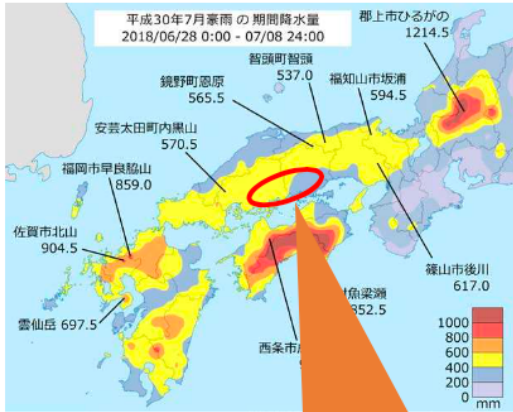 平成30年7月豪雨 の 期間降水量
2018/06/28 0:00 - 07/08 24:00
郡上市ひるがの
1214.5
智頭町智頭
537.0
福知山市坂浦
594.5
鏡野町恩原
565.5
安芸太田町内黒山
570.5
福岡市早良脇山
859.0
佐賀市北山
904.5
雲仙岳 697.5
篠山市後川
617.0
魚梁瀬
352.5
西条市
1000
800
600
400
200
0
mm